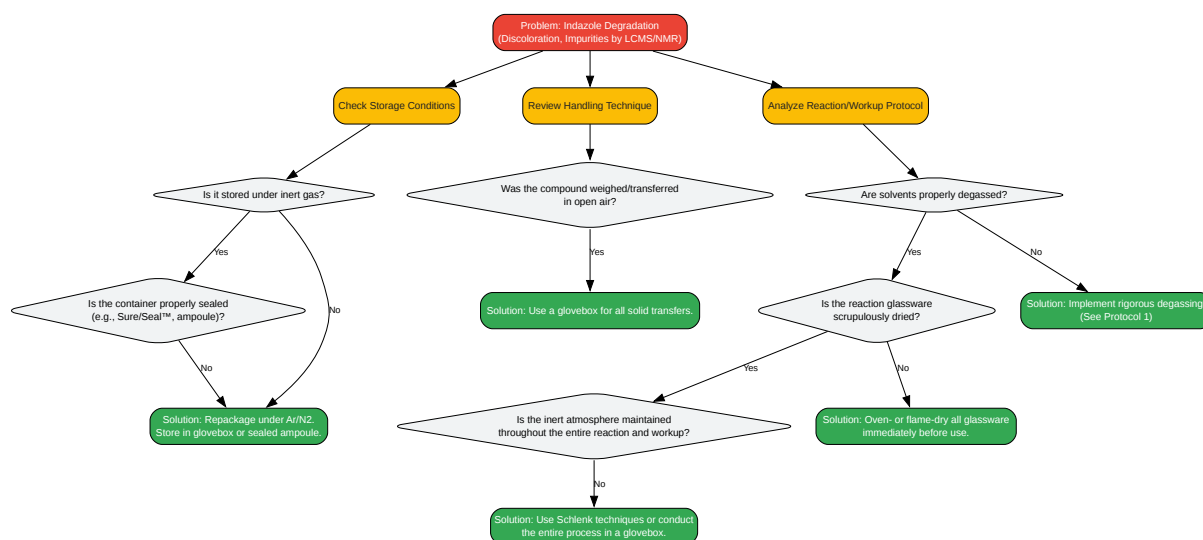 Problem: Indazole Degradation
(Discoloration, Impurities by LCMS/NMR)
Check Storage Conditions
Review Handling Technique
Analyze Reaction/Workup Protocol
Is it stored under inert gas?
Was the compound weighed/transferred
in open air?
Are solvents properly degassed?
Yes
Yes
Yes
No
Is the container properly sealed
(e.g., Sure/Seal™, ampoule)?
No
Solution: Use a glovebox for all solid transfers.
Is the reaction glassware
scrupulously dried?
Solution: Implement rigorous degassing
(See Protocol 1)
No
Yes
No
Solution: Repackage under Ar/N2.
Store in glovebox or sealed ampoule.
Is the inert atmosphere maintained
throughout the entire reaction and workup?
Solution: Oven- or flame-dry all glassware
immediately before use.
No
Solution: Use Schlenk techniques or conduct
the entire process in a glovebox.